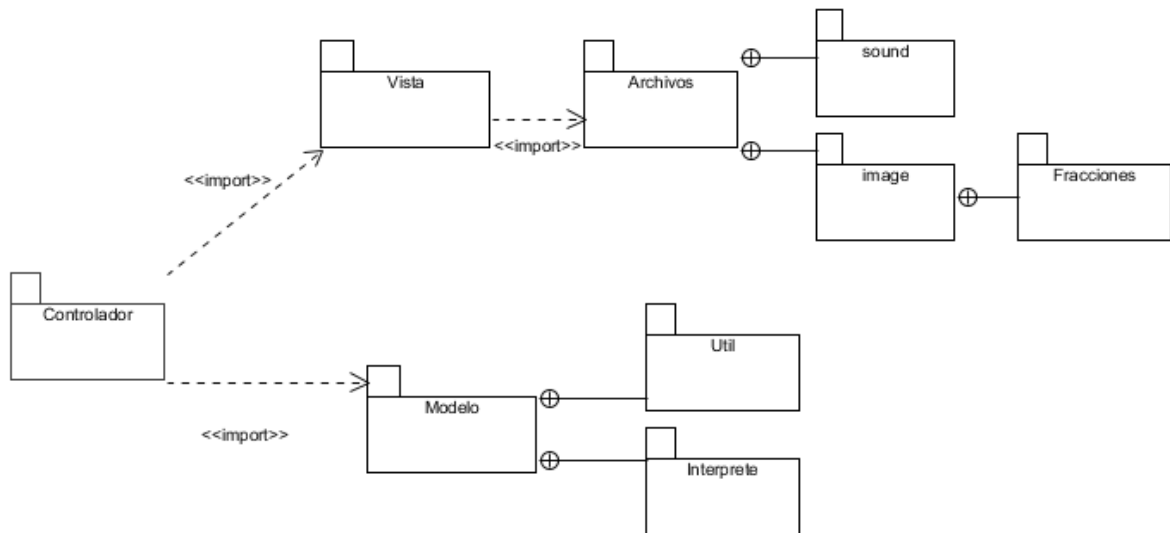 sound
Vista
Archivos
<<import>>
image
Fracciones
<<import>>
Controlador
Util
Modelo
<<import>>
Interprete